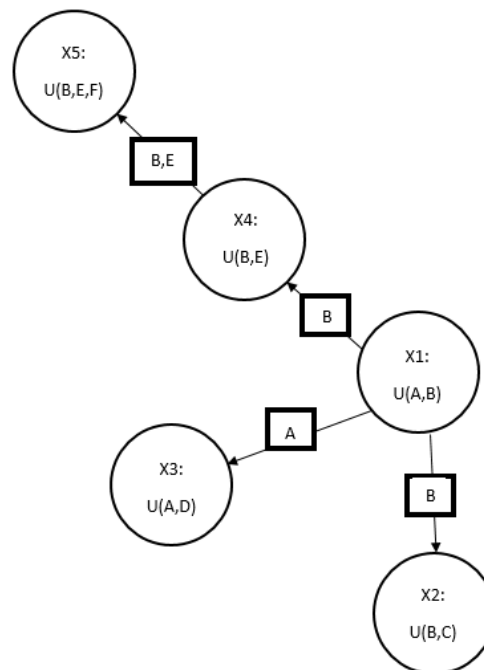 X5:
U(B,E,F)
B,E
X4:
U(B,E)
B
X1:
U(A,B)
A
X3:
U(A,D)
B
X2:
U(B,C)